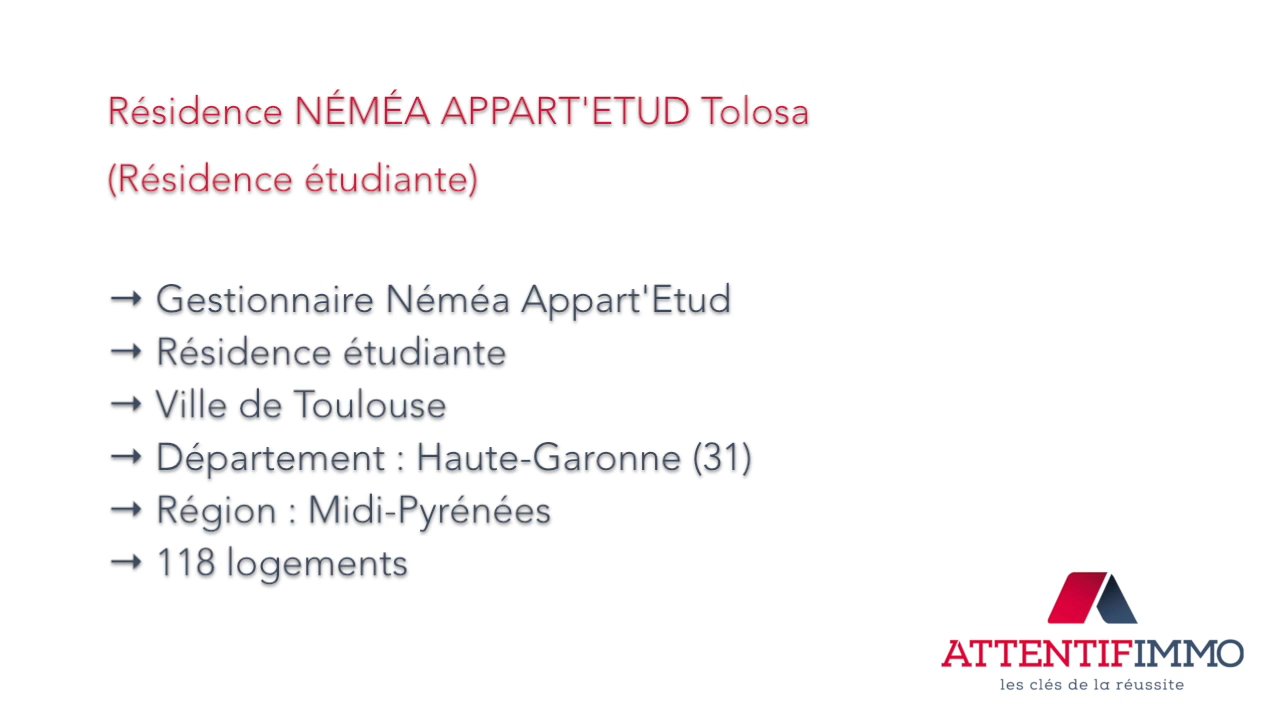 Résidence NÉMÉA APPART'ETUD Tolosa
(Résidence étudiante)
→ Gestionnaire Néméa Appart'Etud
→ Résidence étudiante
→ Ville de Toulouse
→ Département : Haute-Garonne (31)
→ Région : Midi-Pyrénées
→ 118 logements
ATTENTIFIMMO
les clés de la réussite